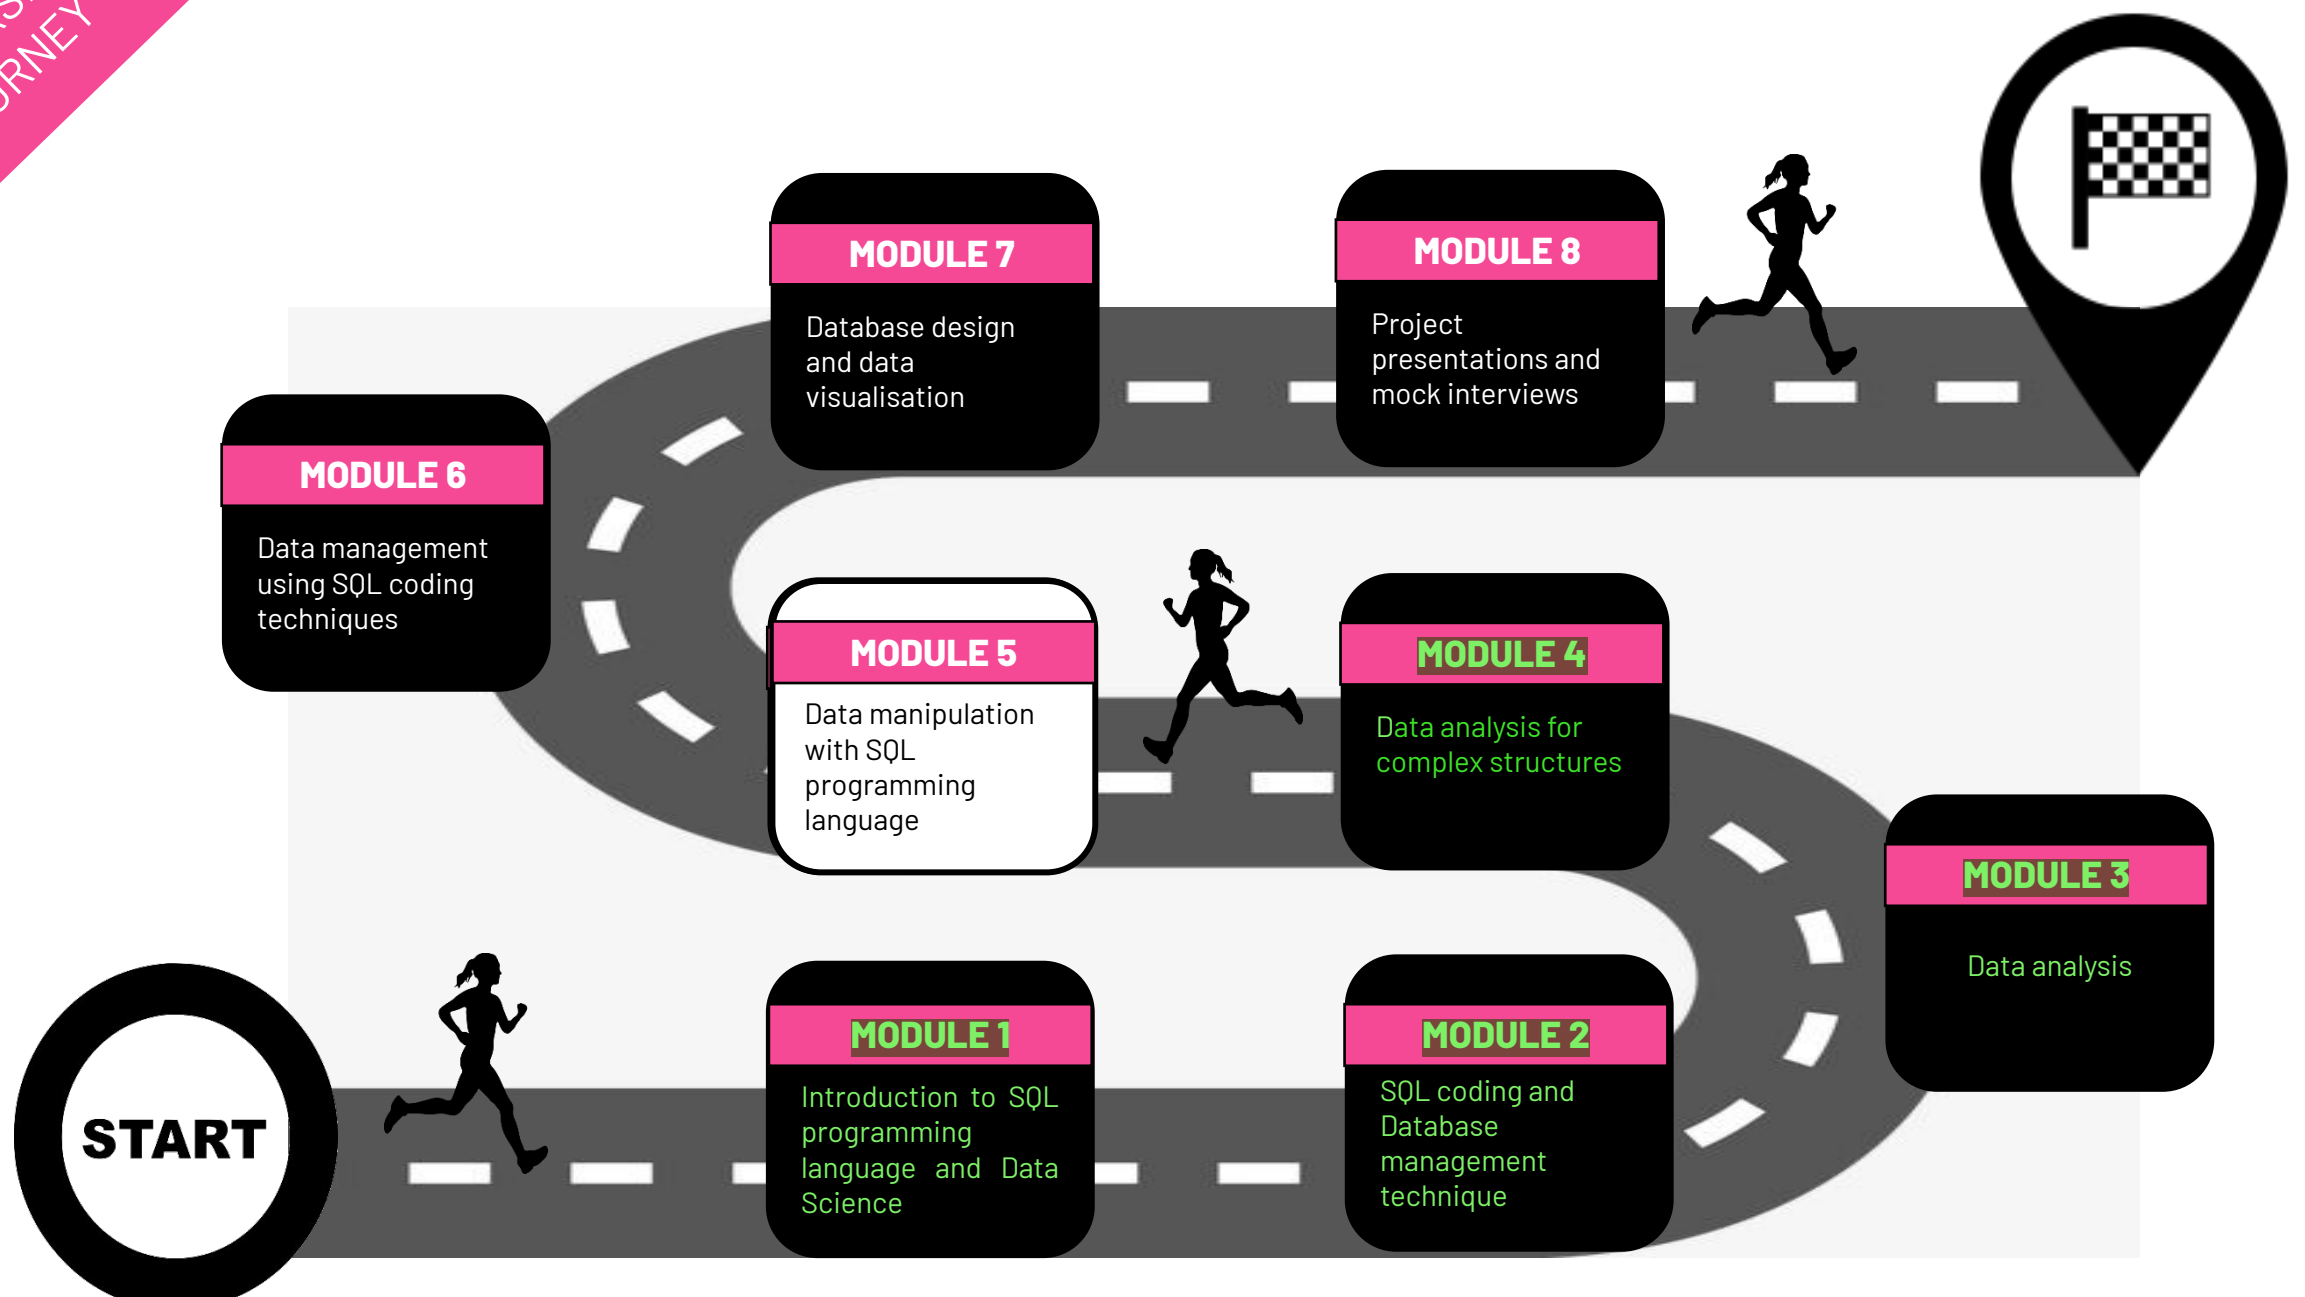 URNEY
START
MODULE 1
Introduction to SQL
programming
language and Data
Science
MODULE 2
SQL coding and
Database
management
technique
MODULE 3
Data analysis
MODULE 4
Data analysis for
complex structures
MODULE 5
Data manipulation
with SQL
programming
language
MODULE 6
Data management
using SQL coding
techniques
MODULE 7
Database design
and data
visualisation
MODULE 8
Project
presentations and
mock interviews